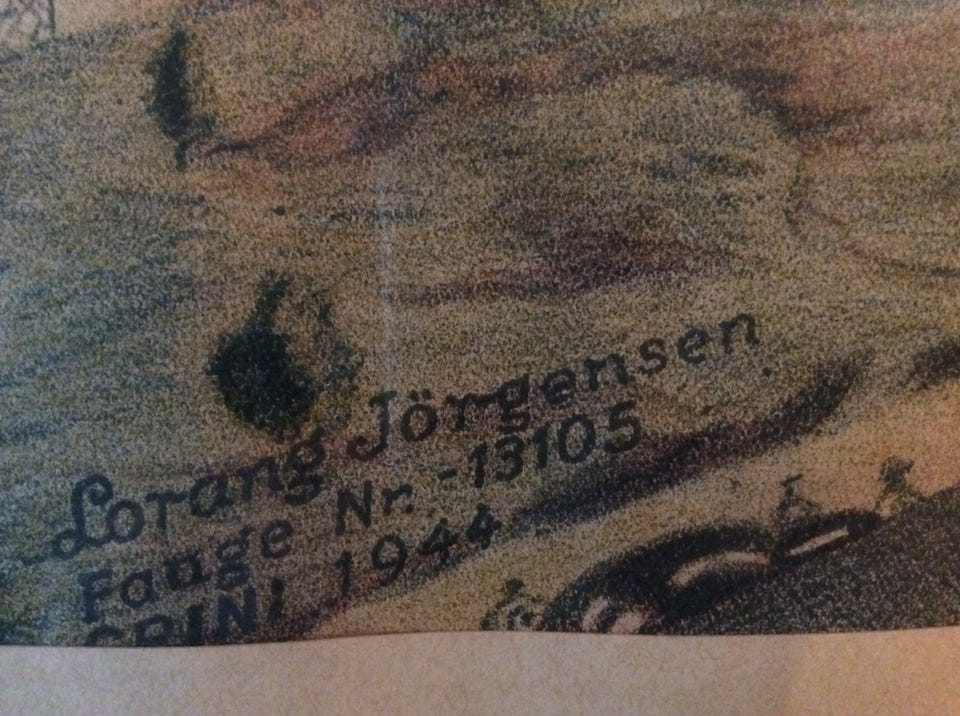 Lorang Jörgensen
Fange Nr.-13105
GRINI. 1944